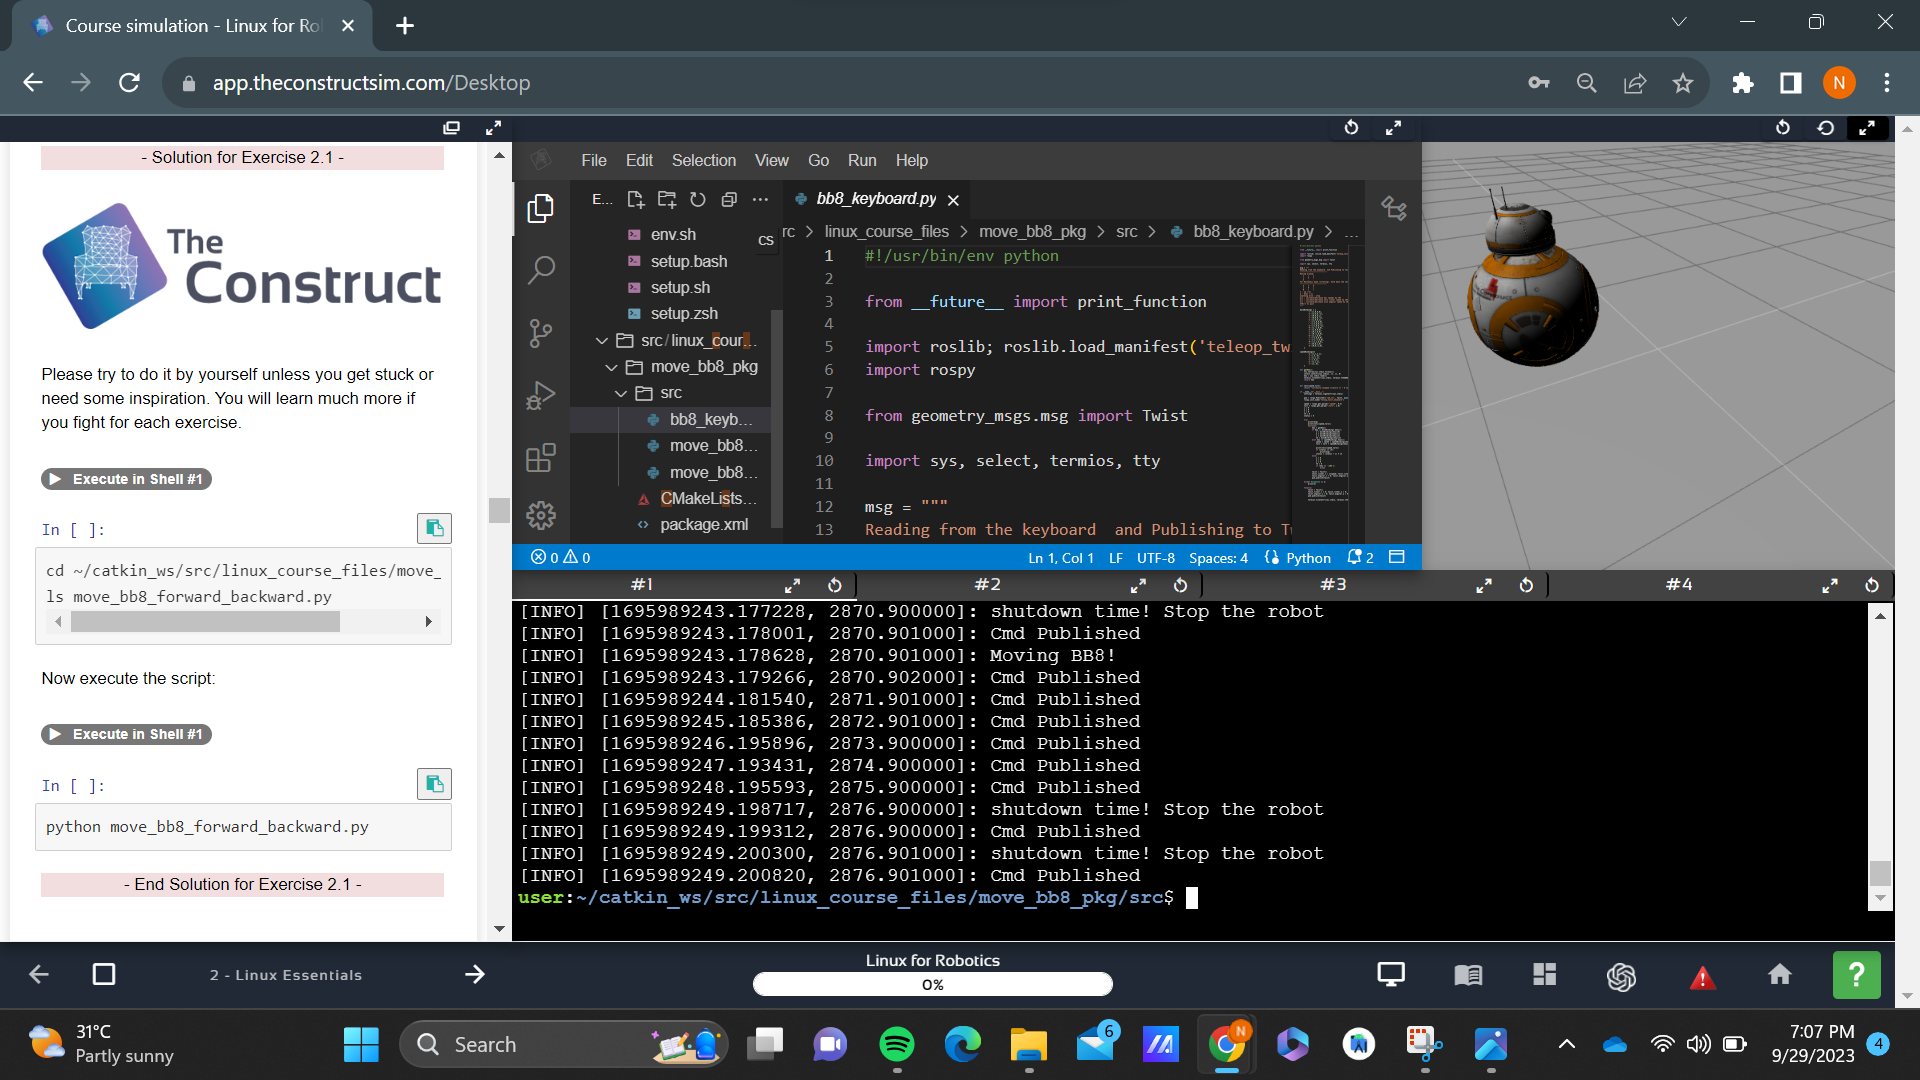 Course simulation - Linux for Ro
app.theconstructsim.com/Desktop
N
- Solution for Exercise 2.1 -
The
Construct
Please try to do it by yourself unless you get stuck or
need some inspiration. You will learn much more if
you fight for each exercise.
Execute in Shell #1
In [ ]:
cd ~/catkin_ws/src/linux_course_files/move_
ls move_bb8_forward_backward.py
Now execute the script:
Execute in Shell #1
In [ ]:
python move_bb8_forward_backward.py
- End Solution for Exercise 2.1 -
File Edit Selection View Go Run Help
E...
env.sh
setup.bash
setup.sh
setup.zsh
src/linux_cour...
move_bb8_pkg
src
bb8_keyb...
move_bb8...
move_bb8...
CMakeLists...
package.xml
cs
bb8_keyboard.py
rc > linux_course_files > move_bb8_pkg > src > bb8_keyboard.py > ...
1 #!/usr/bin/env python
2
3 from __future__ import print_function
4
5 import roslib; roslib.load_manifest('teleop_tw
6 import rospy
7
8 from geometry_msgs.msg import Twist
9
10 import sys, select, termios, tty
11
12 msg = """
13 Reading from the keyboard  and Publishing to Tw
0 0 Ln 1, Col 1 LF UTF-8 Spaces: 4 Python 2
#1 #2 #3 #4
[INFO] [1695989243.177228, 2870.900000]: shutdown time! Stop the robot
[INFO] [1695989243.178001, 2870.901000]: Cmd Published
[INFO] [1695989243.178628, 2870.901000]: Moving BB8!
[INFO] [1695989243.179266, 2870.902000]: Cmd Published
[INFO] [1695989244.181540, 2871.901000]: Cmd Published
[INFO] [1695989245.185386, 2872.901000]: Cmd Published
[INFO] [1695989246.195896, 2873.900000]: Cmd Published
[INFO] [1695989247.193431, 2874.900000]: Cmd Published
[INFO] [1695989248.195593, 2875.900000]: Cmd Published
[INFO] [1695989249.198717, 2876.900000]: shutdown time! Stop the robot
[INFO] [1695989249.199312, 2876.900000]: Cmd Published
[INFO] [1695989249.200300, 2876.901000]: shutdown time! Stop the robot
[INFO] [1695989249.200820, 2876.901000]: Cmd Published
user:~/catkin_ws/src/linux_course_files/move_bb8_pkg/src$
2 - Linux Essentials
Linux for Robotics
0%
?
31°C
Partly sunny
Search
6
N
7:07 PM
9/29/2023
4